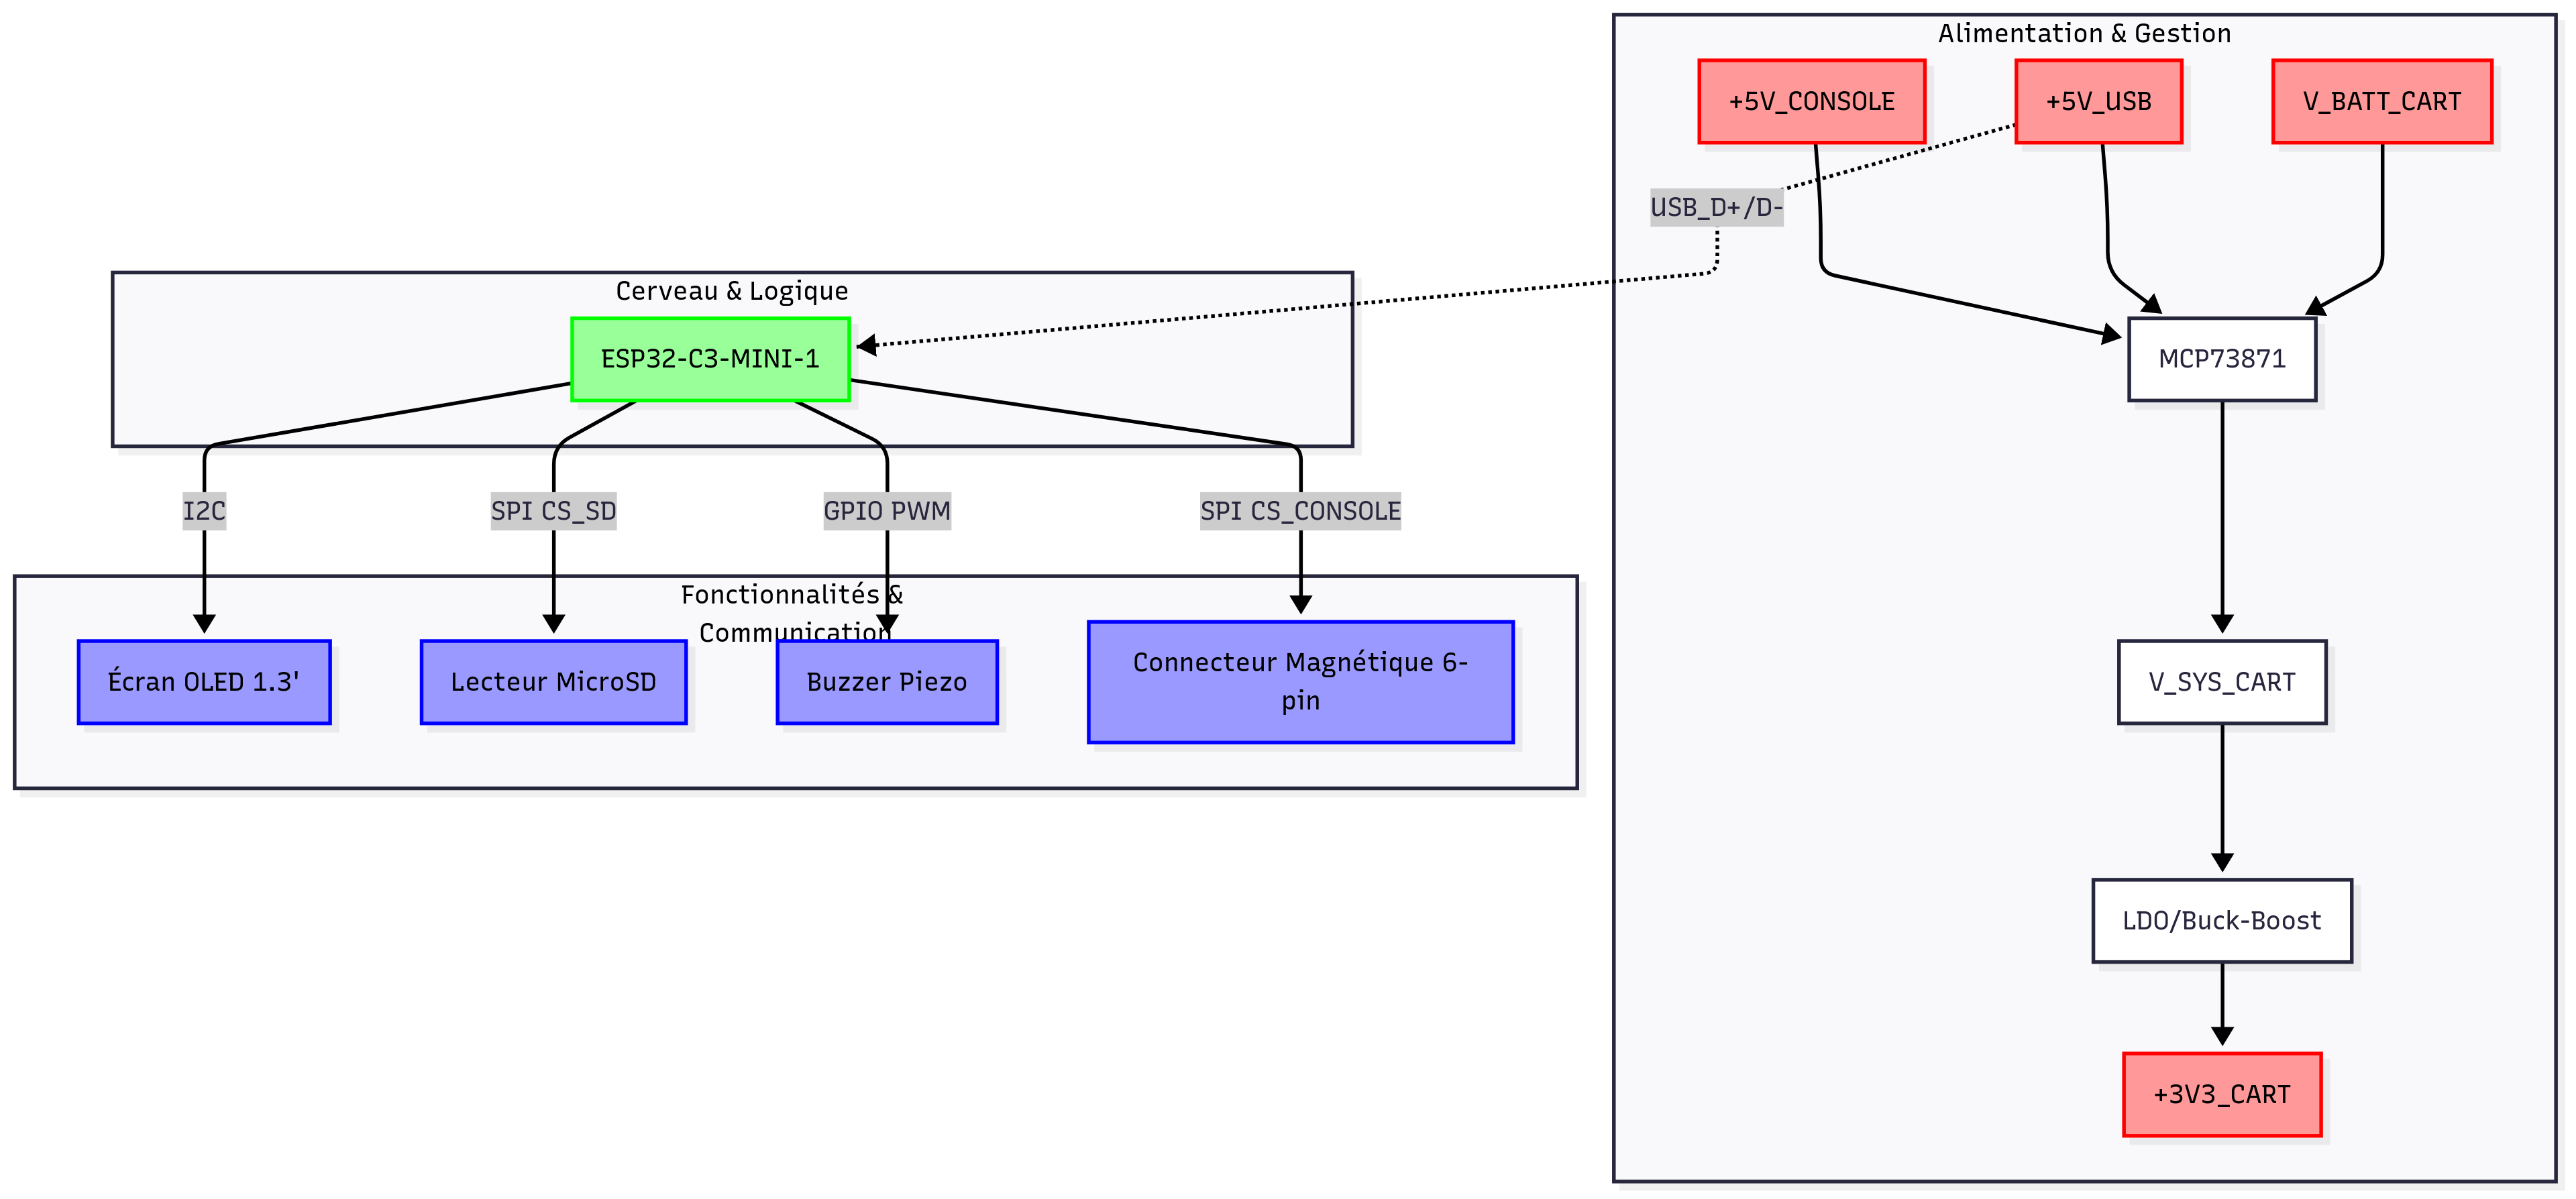 Alimentation & Gestion
+5V_CONSOLE
+5V_USB
V_BATT_CART
USB_D+/D-
Cerveau & Logique
ESP32-C3-MINI-1
MCP73871
I2C
SPI CS_SD
GPIO PWM
SPI CS_CONSOLE
Fonctionnalités &
Communication
Écran OLED 1.3'
Lecteur MicroSD
Buzzer Piezo
Connecteur Magnétique 6-
pin
V_SYS_CART
LDO/Buck-Boost
+3V3_CART